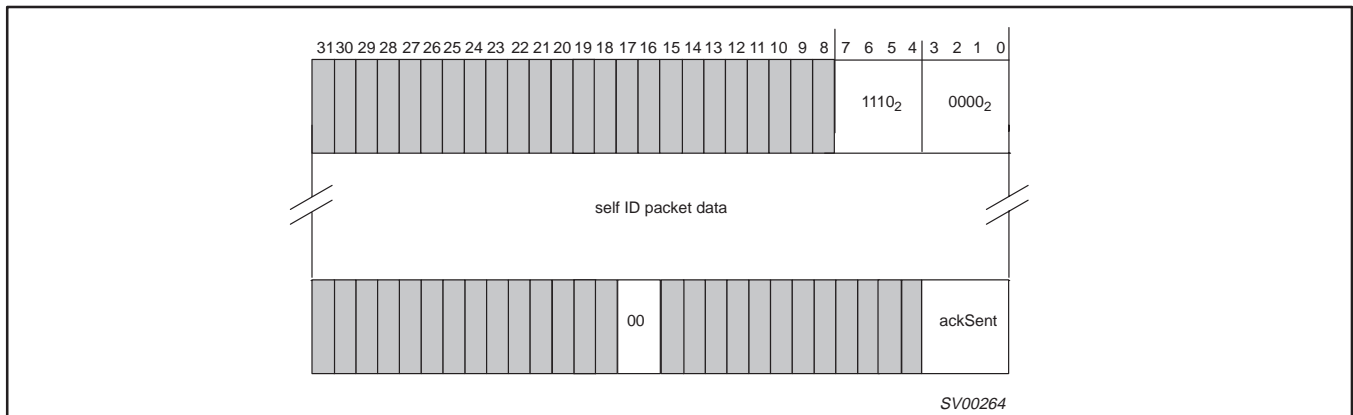 31 30 29 28 27 26 25 24 23 22 21 20 19 18 17 16 15 14 13 12 11 10 9 8 7 6 5 4 3 2 1 0
1110₂ 0000₂
self ID packet data
00 ackSent
SV00264